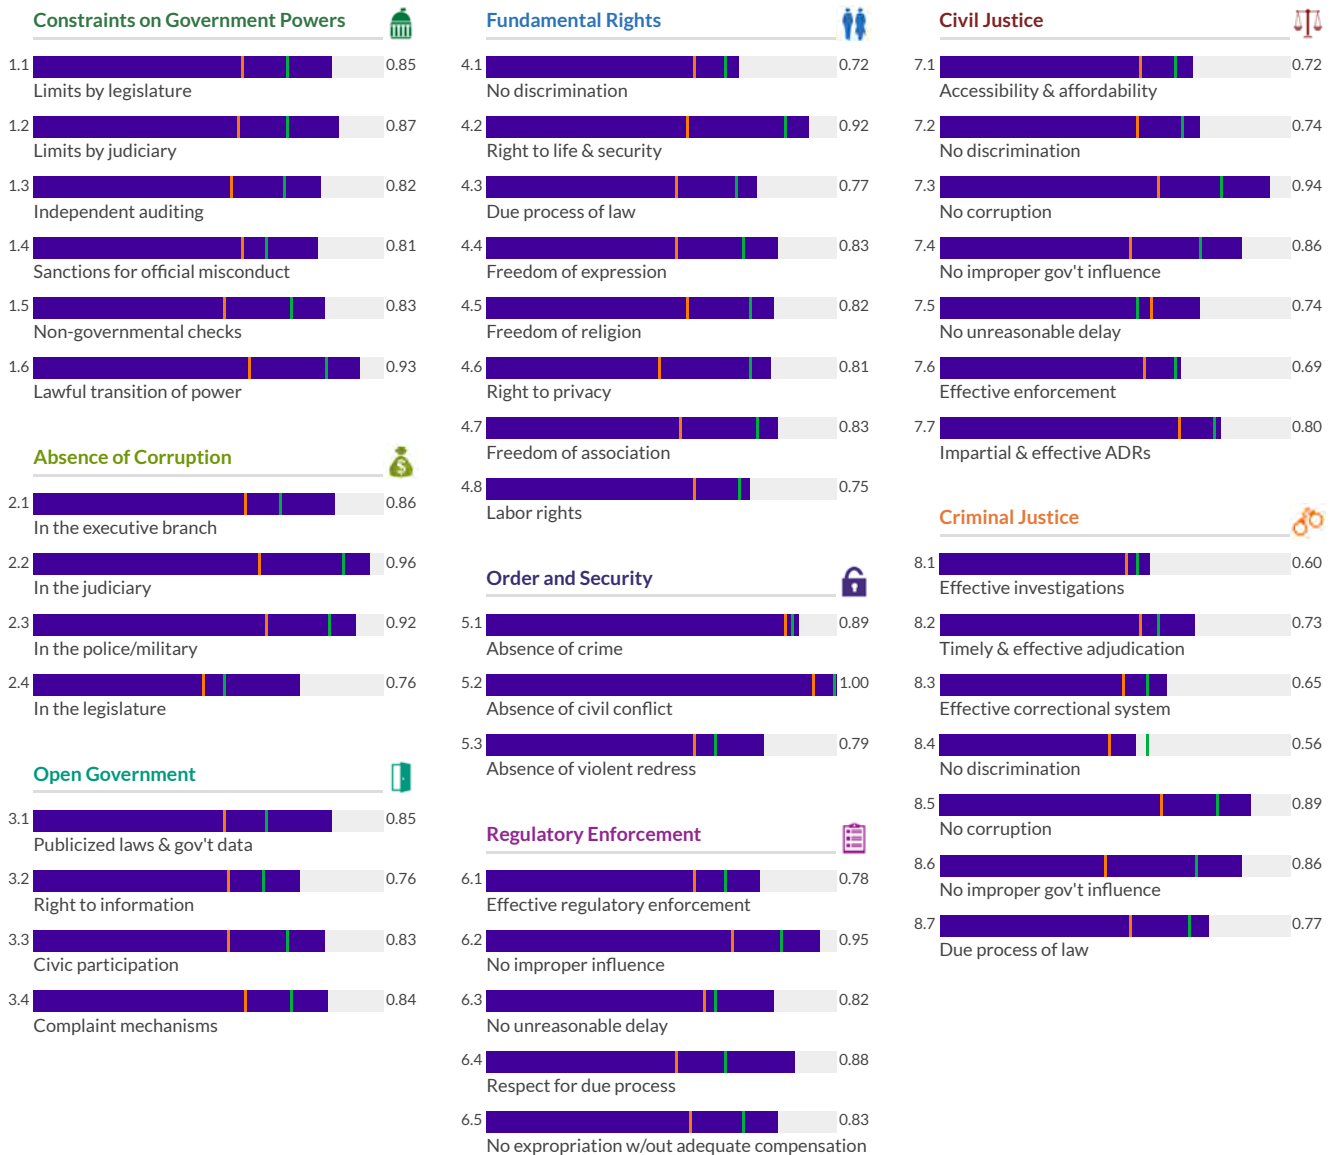 Constraints on Government Powers
1.1 0.85
Limits by legislature
1.2 0.87
Limits by judiciary
1.3 0.82
Independent auditing
1.4 0.81
Sanctions for official misconduct
1.5 0.83
Non-governmental checks
1.6 0.93
Lawful transition of power
Absence of Corruption
$
2.1 0.86
In the executive branch
2.2 0.96
In the judiciary
2.3 0.92
In the police/military
2.4 0.76
In the legislature
Open Government
3.1 0.85
Publicized laws & gov't data
3.2 0.76
Right to information
3.3 0.83
Civic participation
3.4 0.84
Complaint mechanisms
Fundamental Rights
4.1 0.72
No discrimination
4.2 0.92
Right to life & security
4.3 0.77
Due process of law
4.4 0.83
Freedom of expression
4.5 0.82
Freedom of religion
4.6 0.81
Right to privacy
4.7 0.83
Freedom of association
4.8 0.75
Labor rights
Order and Security
5.1 0.89
Absence of crime
5.2 1.00
Absence of civil conflict
5.3 0.79
Absence of violent redress
Regulatory Enforcement
6.1 0.78
Effective regulatory enforcement
6.2 0.95
No improper influence
6.3 0.82
No unreasonable delay
6.4 0.88
Respect for due process
6.5 0.83
No expropriation w/out adequate compensation
Civil Justice
7.1 0.72
Accessibility & affordability
7.2 0.74
No discrimination
7.3 0.94
No corruption
7.4 0.86
No improper gov't influence
7.5 0.74
No unreasonable delay
7.6 0.69
Effective enforcement
7.7 0.80
Impartial & effective ADRs
Criminal Justice
8.1 0.60
Effective investigations
8.2 0.73
Timely & effective adjudication
8.3 0.65
Effective correctional system
8.4 0.56
No discrimination
8.5 0.89
No corruption
8.6 0.86
No improper gov't influence
8.7 0.77
Due process of law